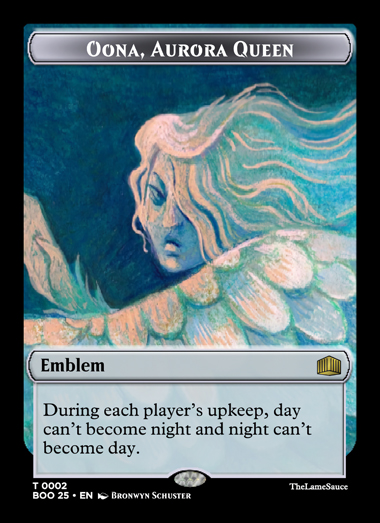 Oona, Aurora Queen
Emblem
During each player's upkeep, day
can't become night and night can't
become day.
T 0002
BOO 25 • EN Bronwyn Schuster
TheLameSauce